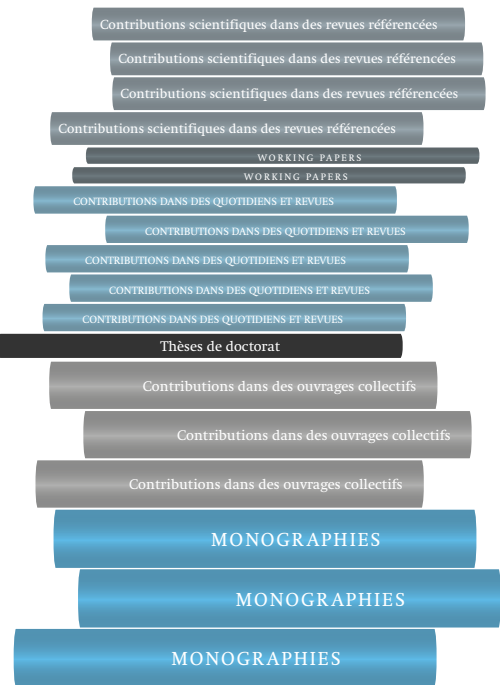 Contributions scientifiques dans des revues référencées
Contributions scientifiques dans des revues référencées
Contributions scientifiques dans des revues référencées
Contributions scientifiques dans des revues référencées
WORKING PAPERS
WORKING PAPERS
CONTRIBUTIONS DANS DES QUOTIDIENS ET REVUES
CONTRIBUTIONS DANS DES QUOTIDIENS ET REVUES
CONTRIBUTIONS DANS DES QUOTIDIENS ET REVUES
CONTRIBUTIONS DANS DES QUOTIDIENS ET REVUES
CONTRIBUTIONS DANS DES QUOTIDIENS ET REVUES
Thèses de doctorat
Contributions dans des ouvrages collectifs
Contributions dans des ouvrages collectifs
Contributions dans des ouvrages collectifs
MONOGRAPHIES
MONOGRAPHIES
MONOGRAPHIES